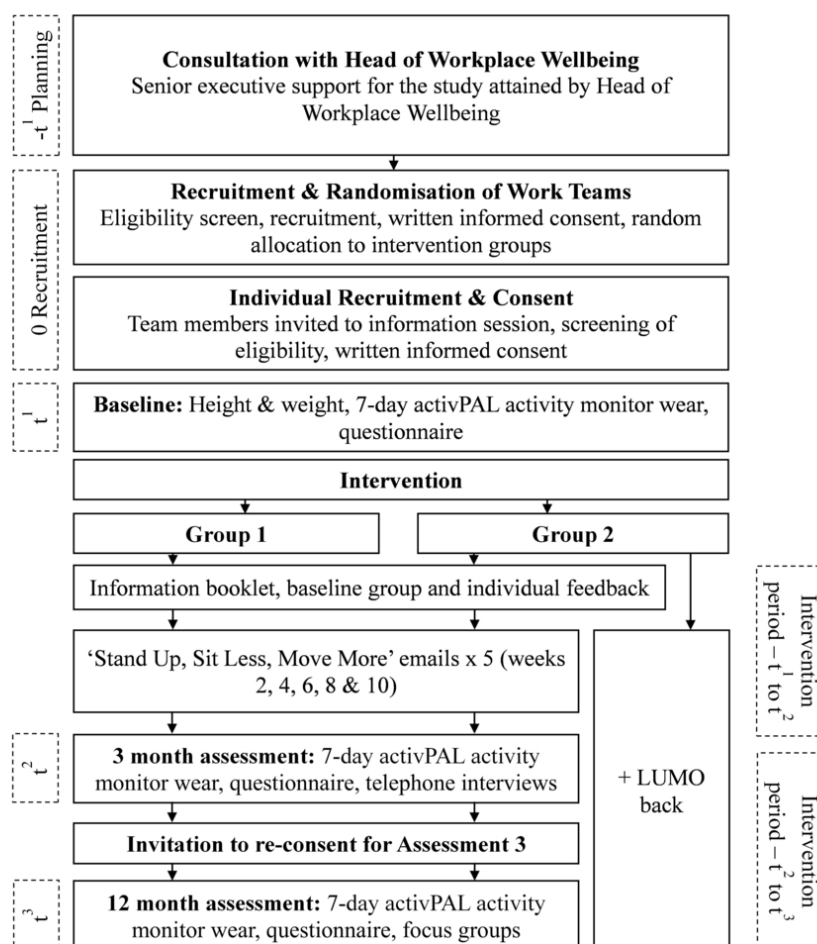 -t¹ Planning
Consultation with Head of Workplace Wellbeing
Senior executive support for the study attained by Head of
Workplace Wellbeing
0 Recruitment
Recruitment & Randomisation of Work Teams
Eligibility screen, recruitment, written informed consent, random
allocation to intervention groups
Individual Recruitment & Consent
Team members invited to information session, screening of
eligibility, written informed consent
t¹
Baseline: Height & weight, 7-day activPAL activity monitor wear,
questionnaire
Intervention
Group 1
Group 2
Information booklet, baseline group and individual feedback
Intervention
period – t¹ to t²
'Stand Up, Sit Less, Move More' emails x 5 (weeks
2, 4, 6, 8 & 10)
t²
3 month assessment: 7-day activPAL activity
monitor wear, questionnaire, telephone interviews
+ LUMO
back
Intervention
period – t² to t³
Invitation to re-consent for Assessment 3
t³
12 month assessment: 7-day activPAL activity
monitor wear, questionnaire, focus groups